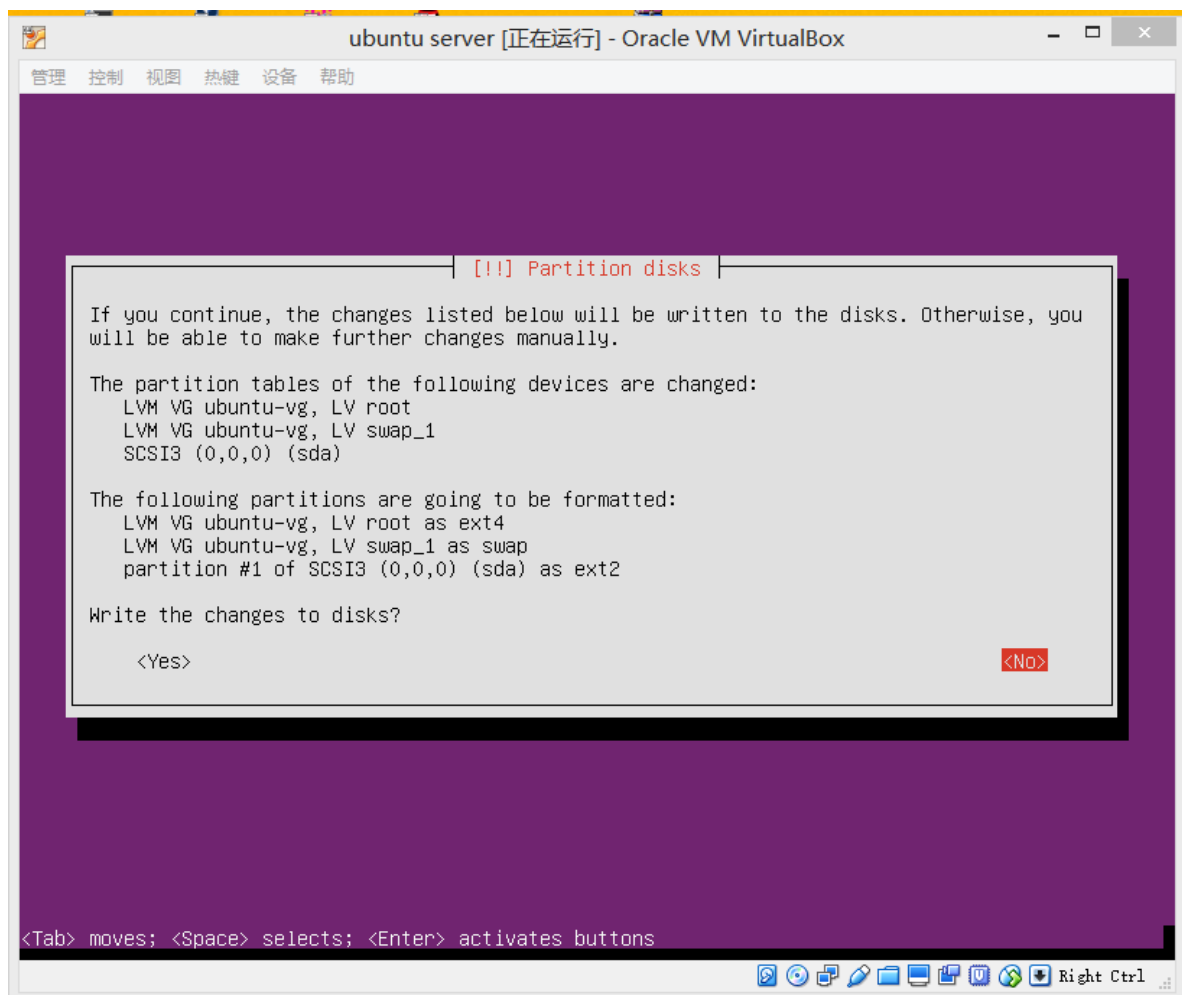 ubuntu server [正在运行] - Oracle VM VirtualBox
管理 控制 视图 热键 设备 帮助
[!!] Partition disks
If you continue, the changes listed below will be written to the disks. Otherwise, you
will be able to make further changes manually.
The partition tables of the following devices are changed:
LVM VG ubuntu-vg, LV root
LVM VG ubuntu-vg, LV swap_1
SCSI3 (0,0,0) (sda)
The following partitions are going to be formatted:
LVM VG ubuntu-vg, LV root as ext4
LVM VG ubuntu-vg, LV swap_1 as swap
partition #1 of SCSI3 (0,0,0) (sda) as ext2
Write the changes to disks?
<Yes> <No>
<Tab> moves; <Space> selects; <Enter> activates buttons
Right Ctrl